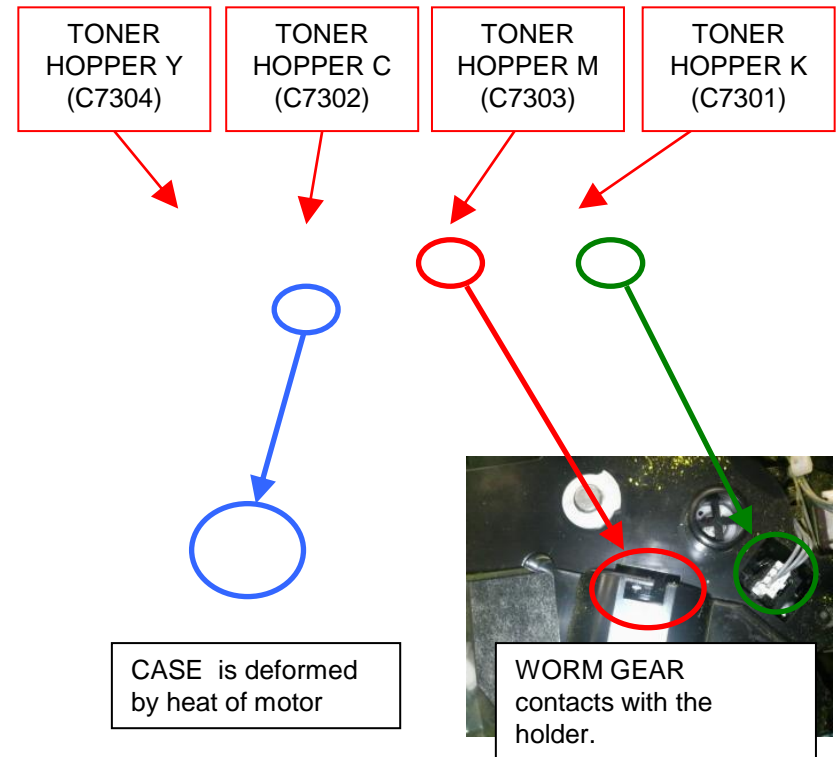 TONER
HOPPER Y
(C7304)
TONER
HOPPER C
(C7302)
TONER
HOPPER M
(C7303)
TONER
HOPPER K
(C7301)
CASE is deformed
by heat of motor
WORM GEAR
contacts with the
holder.